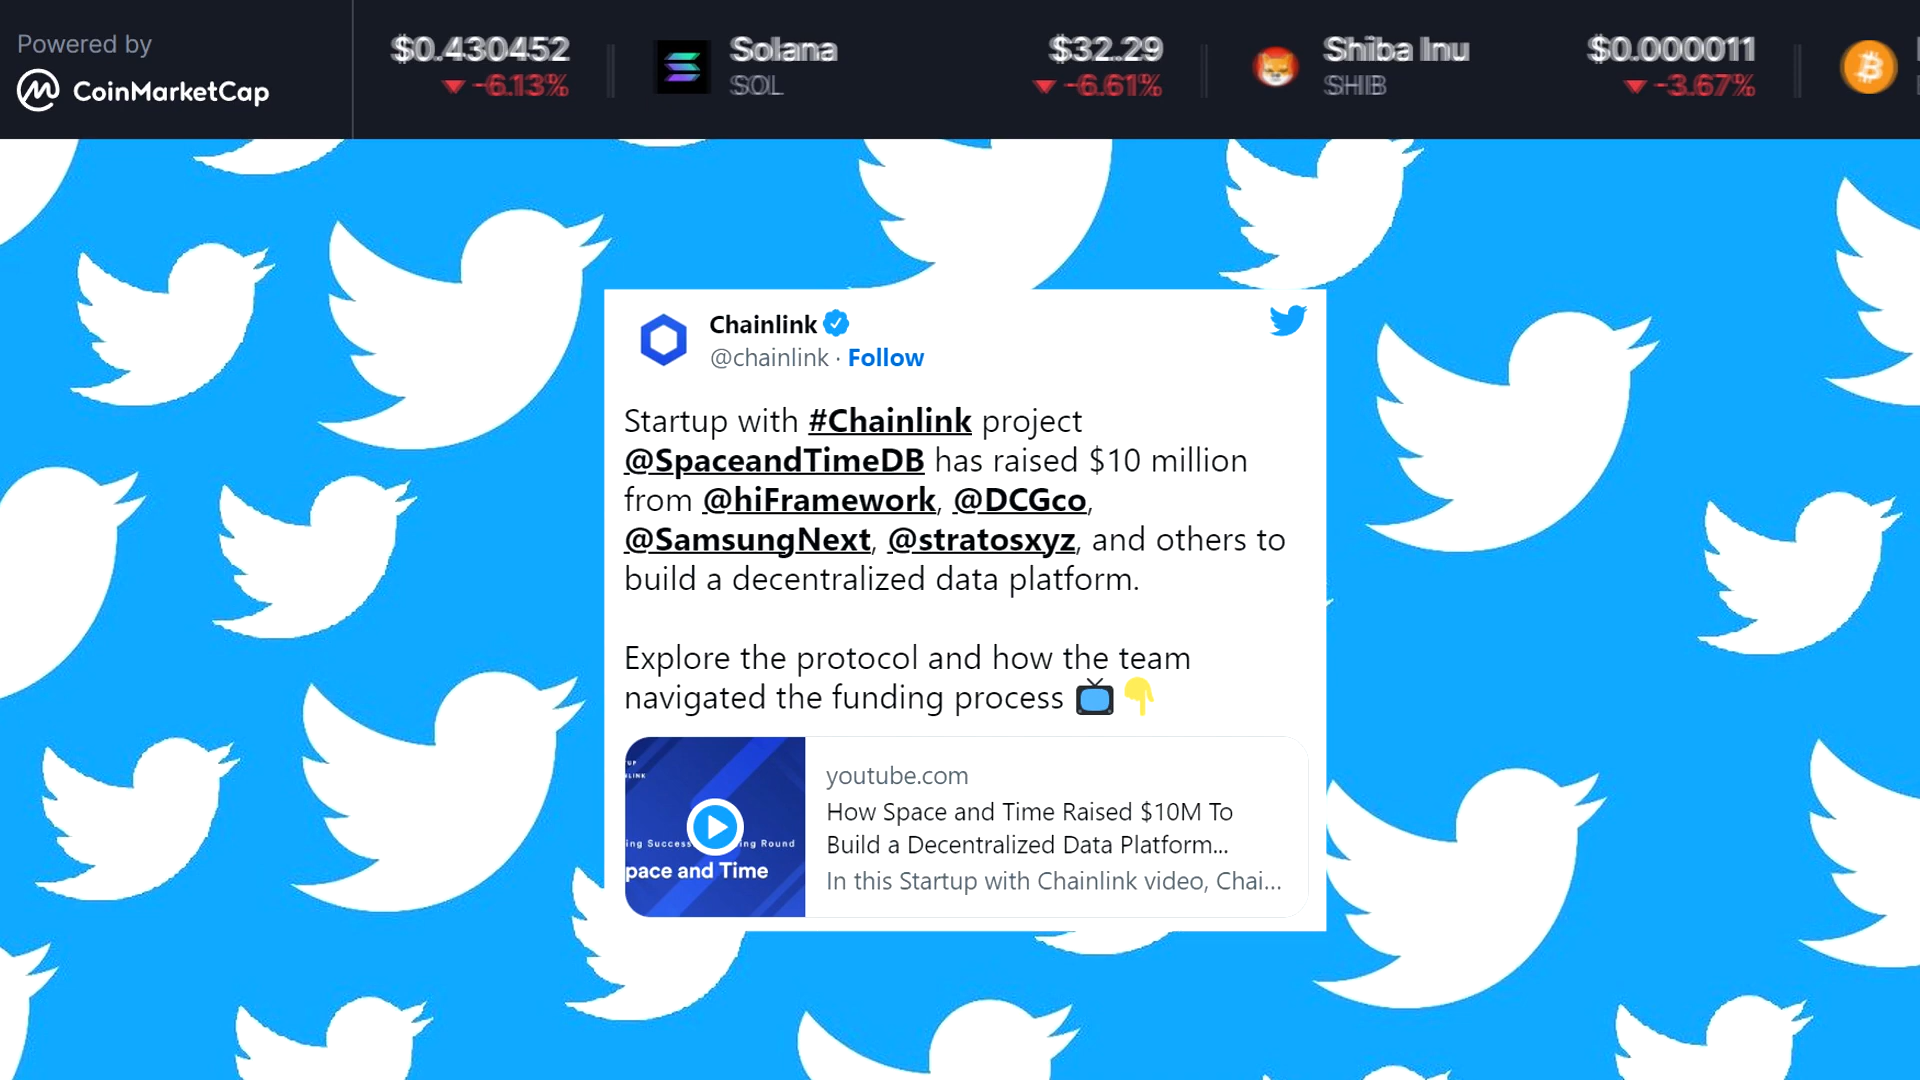 Powered by
CoinMarketCap
$0.430452
-6.13%
Solana
SOL
$32.29
-6.61%
Shiba Inu
SHIB
$0.000011
-3.67%
Chainlink
@chainlink · Follow
Startup with #Chainlink project
@SpaceandTimeDB has raised $10 million
from @hiFramework, @DCGco,
@SamsungNext, @stratosxyz, and others to
build a decentralized data platform.
Explore the protocol and how the team
navigated the funding process
pace and Time
youtube.com
How Space and Time Raised $10M To
Build a Decentralized Data Platform...
In this Startup with Chainlink video, Chai...